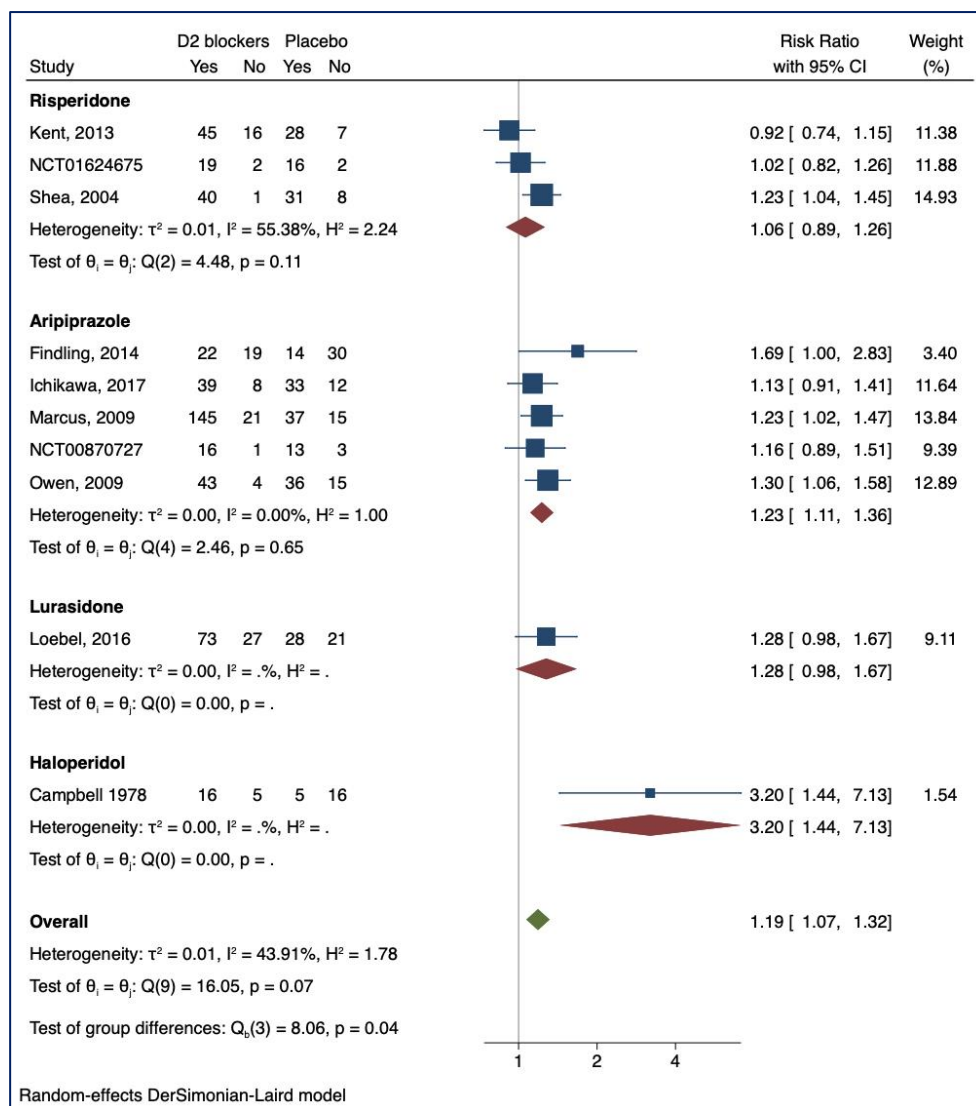 D2 blockers Placebo Risk Ratio Weight
Study Yes No Yes No with 95% CI (%)
Risperidone
Kent, 2013 45 16 28 7 0.92 [ 0.74, 1.15] 11.38
NCT01624675 19 2 16 2 1.02 [ 0.82, 1.26] 11.88
Shea, 2004 40 1 31 8 1.23 [ 1.04, 1.45] 14.93
Heterogeneity: τ² = 0.01, I² = 55.38%, H² = 2.24 1.06 [ 0.89, 1.26]
Test of θᵢ = θⱼ: Q(2) = 4.48, p = 0.11
Aripiprazole
Findling, 2014 22 19 14 30 1.69 [ 1.00, 2.83] 3.40
Ichikawa, 2017 39 8 33 12 1.13 [ 0.91, 1.41] 11.64
Marcus, 2009 145 21 37 15 1.23 [ 1.02, 1.47] 13.84
NCT00870727 16 1 13 3 1.16 [ 0.89, 1.51] 9.39
Owen, 2009 43 4 36 15 1.30 [ 1.06, 1.58] 12.89
Heterogeneity: τ² = 0.00, I² = 0.00%, H² = 1.00 1.23 [ 1.11, 1.36]
Test of θᵢ = θⱼ: Q(4) = 2.46, p = 0.65
Lurasidone
Loebel, 2016 73 27 28 21 1.28 [ 0.98, 1.67] 9.11
Heterogeneity: τ² = 0.00, I² = .%, H² = . 1.28 [ 0.98, 1.67]
Test of θᵢ = θⱼ: Q(0) = 0.00, p = .
Haloperidol
Campbell 1978 16 5 5 16 3.20 [ 1.44, 7.13] 1.54
Heterogeneity: τ² = 0.00, I² = .%, H² = . 3.20 [ 1.44, 7.13]
Test of θᵢ = θⱼ: Q(0) = 0.00, p = .
Overall 1.19 [ 1.07, 1.32]
Heterogeneity: τ² = 0.01, I² = 43.91%, H² = 1.78
Test of θᵢ = θⱼ: Q(9) = 16.05, p = 0.07
Test of group differences: Q_b(3) = 8.06, p = 0.04
1 2 4
Random-effects DerSimonian-Laird model